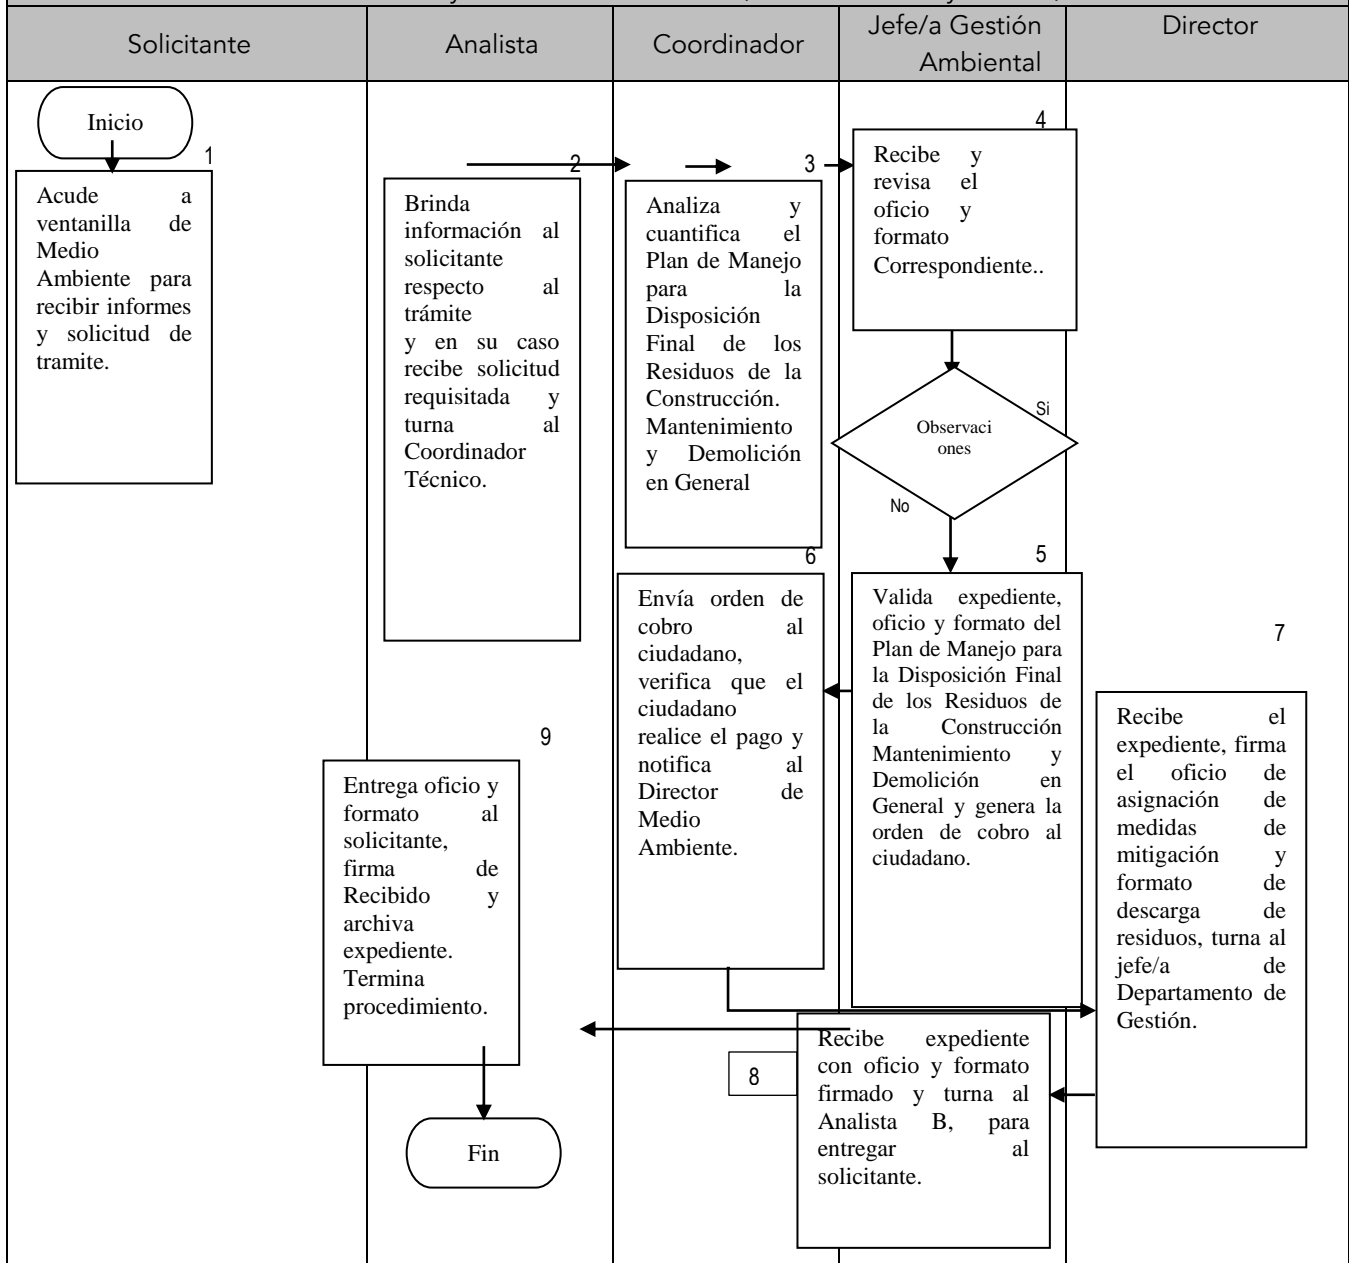 Solicitante
Analista
Coordinador
Jefe/a Gestión
Ambiental
Director
Inicio
1
Acude a
ventanilla de
Medio
Ambiente para
recibir informes
y solicitud de
tramite.
2
Brinda
información al
solicitante
respecto al
trámite
y en su caso
recibe solicitud
requisitada y
turna al
Coordinador
Técnico.
3
Analiza y
cuantifica el
Plan de Manejo
para la
Disposición
Final de los
Residuos de la
Construcción.
Mantenimiento
y Demolición
en General
4
Recibe y
revisa el
oficio y
formato
Correspondiente..
Observaci
ones
Si
No
5
Valida expediente,
oficio y formato del
Plan de Manejo para
la Disposición Final
de los Residuos de
la Construcción
Mantenimiento y
Demolición en
General y genera la
orden de cobro al
ciudadano.
6
Envía orden de
cobro al
ciudadano,
verifica que el
ciudadano
realice el pago y
notifica al
Director de
Medio
Ambiente.
7
Recibe el
expediente, firma
el oficio de
asignación de
medidas de
mitigación y
formato de
descarga de
residuos, turna al
jefe/a de
Departamento de
Gestión.
8
Recibe expediente
con oficio y formato
firmado y turna al
Analista B, para
entregar al
solicitante.
9
Entrega oficio y
formato al
solicitante,
firma de
Recibido y
archiva
expediente.
Termina
procedimiento.
Fin